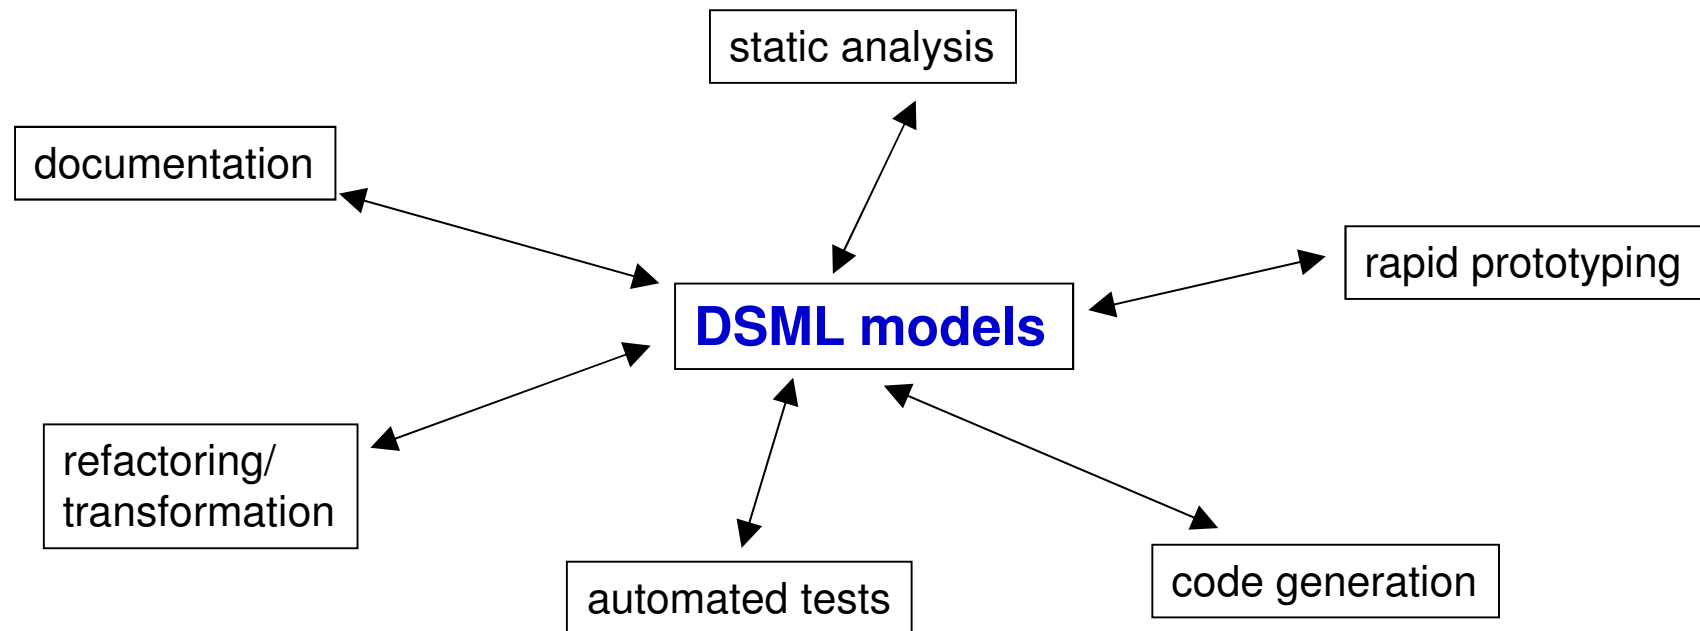 static analysis
documentation
rapid prototyping
DSML models
refactoring/
transformation
automated tests
code generation